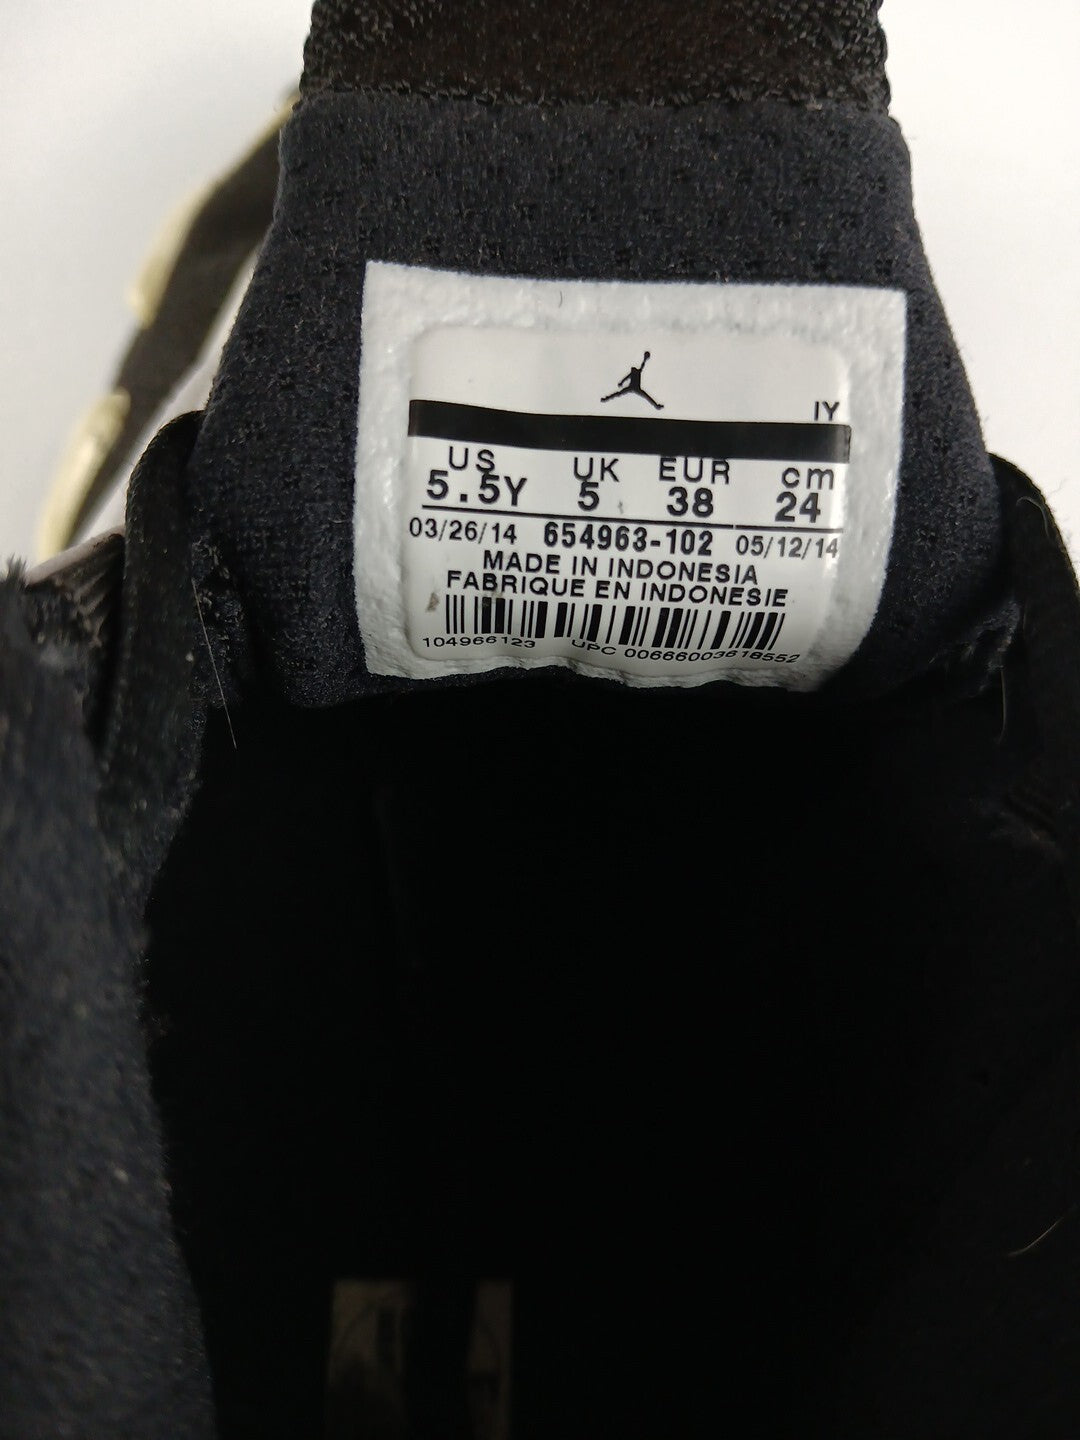 IY
US UK EUR cm
5.5Y 5 38 24
03/26/14 654963-102 05/12/14
MADE IN INDONESIA
FABRIQUE EN INDONESIE
104966123 UPC 00666003618552